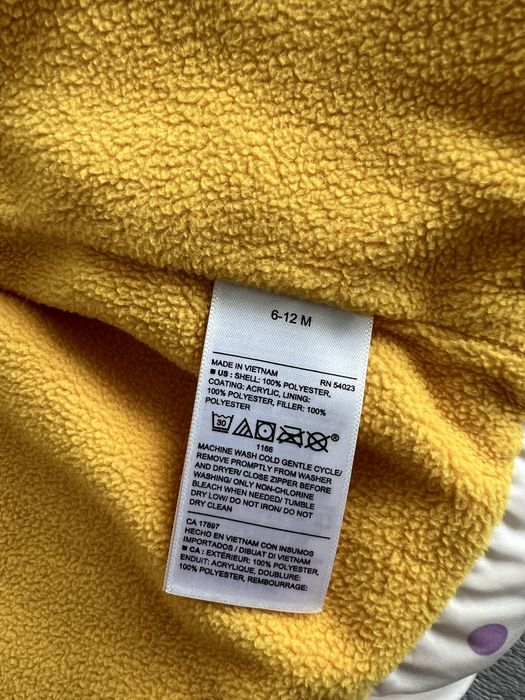 6-12 M
MADE IN VIETNAM RN 54023
■ US : SHELL: 100% POLYESTER,
COATING: ACRYLIC, LINING:
100% POLYESTER, FILLER: 100%
POLYESTER
30
®
1166
MACHINE WASH COLD GENTLE CYCLE/
REMOVE PROMPTLY FROM WASHER
AND DRYER/ CLOSE ZIPPER BEFORE
WASHING/ ONLY NON-CHLORINE
BLEACH WHEN NEEDED/ TUMBLE
DRY LOW/ DO NOT IRON/ DO NOT
DRY CLEAN
CA 17897
HECHO EN VIETNAM CON INSUMOS
IMPORTADOS / DIBUAT DI VIETNAM
■ CA : EXTÉRIEUR: 100% POLYESTER,
ENDUIT: ACRYLIQUE, DOUBLURE:
100% POLYESTER, REMBOURRAGE: